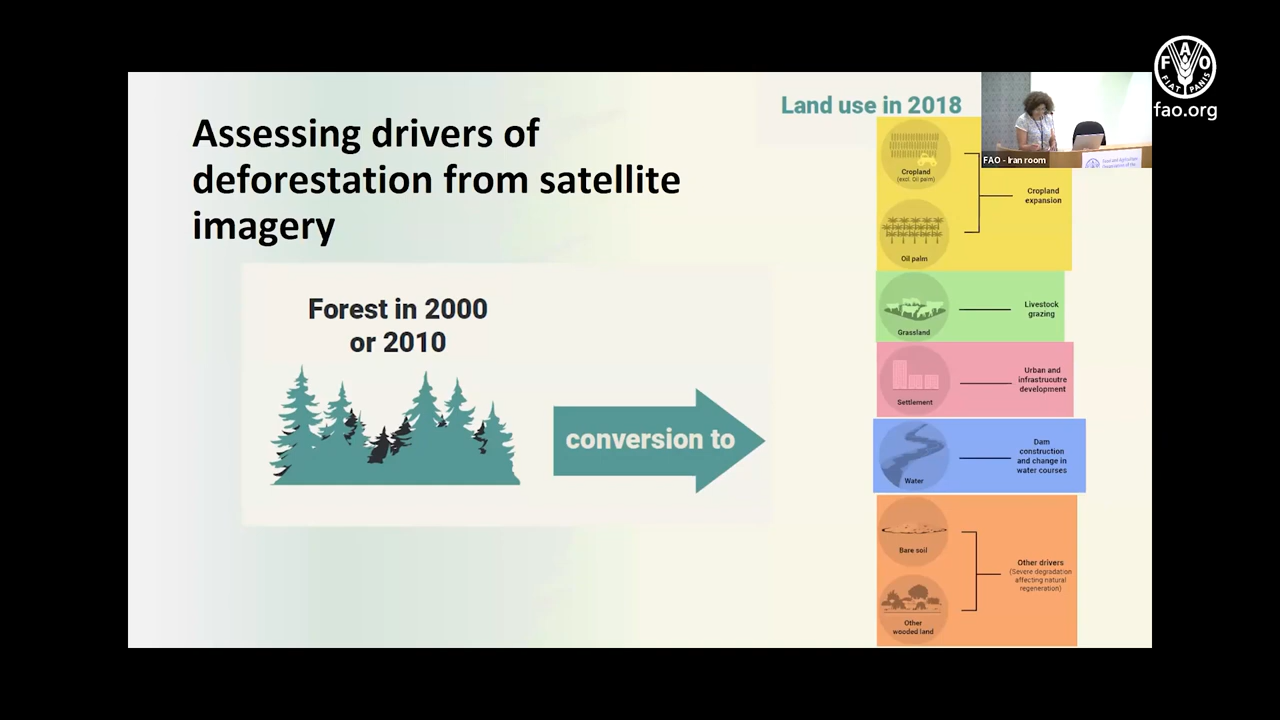 Assessing drivers of
deforestation from satellite
imagery
Forest in 2000
or 2010
conversion to
Land use in 2018
Cropland
(excl. Oil palm)
Oil palm
Cropland
expansion
Grassland
Livestock
grazing
Settlement
Urban and
infrastrucutre
development
Water
Dam
construction
and change in
water courses
Bare soil
Other
wooded land
Other drivers
(Severe degradation
affecting natural
regeneration)
FAO - Iran room
F A O
FIAT PANIS
fao.org